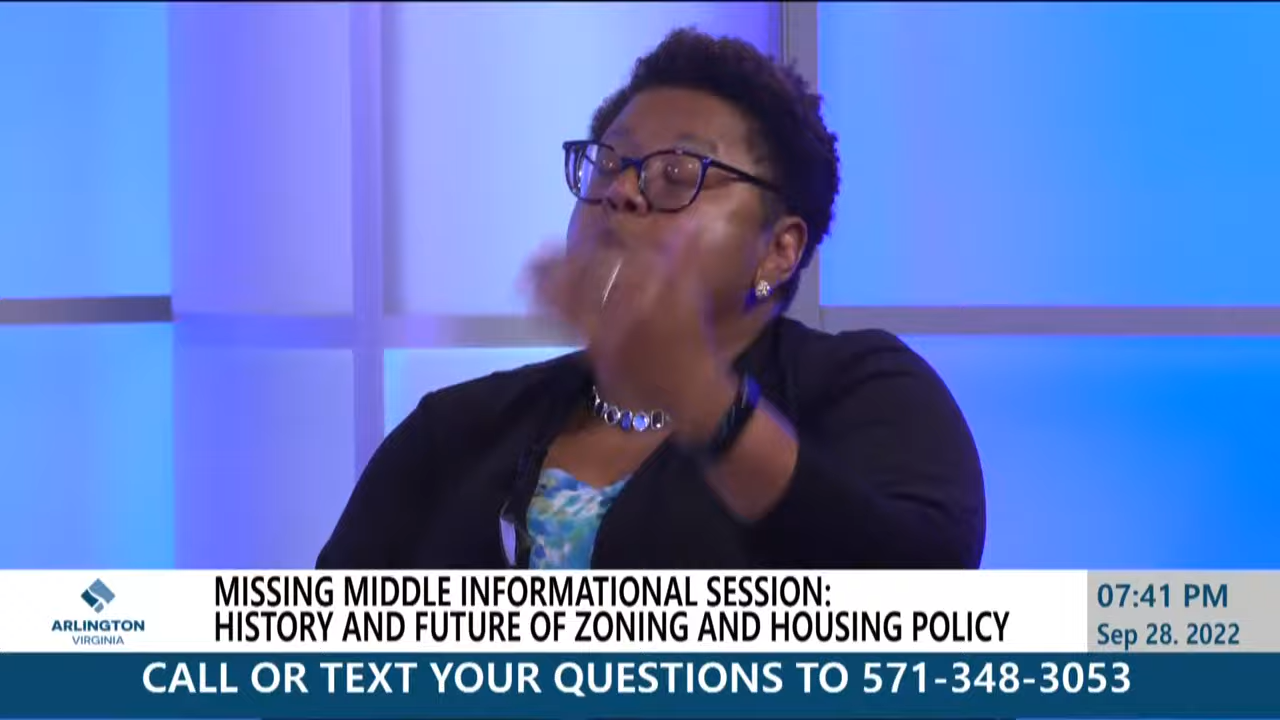 ARLINGTON
VIRGINIA
MISSING MIDDLE INFORMATIONAL SESSION:
HISTORY AND FUTURE OF ZONING AND HOUSING POLICY
07:41 PM
Sep 28. 2022
CALL OR TEXT YOUR QUESTIONS TO 571-348-3053